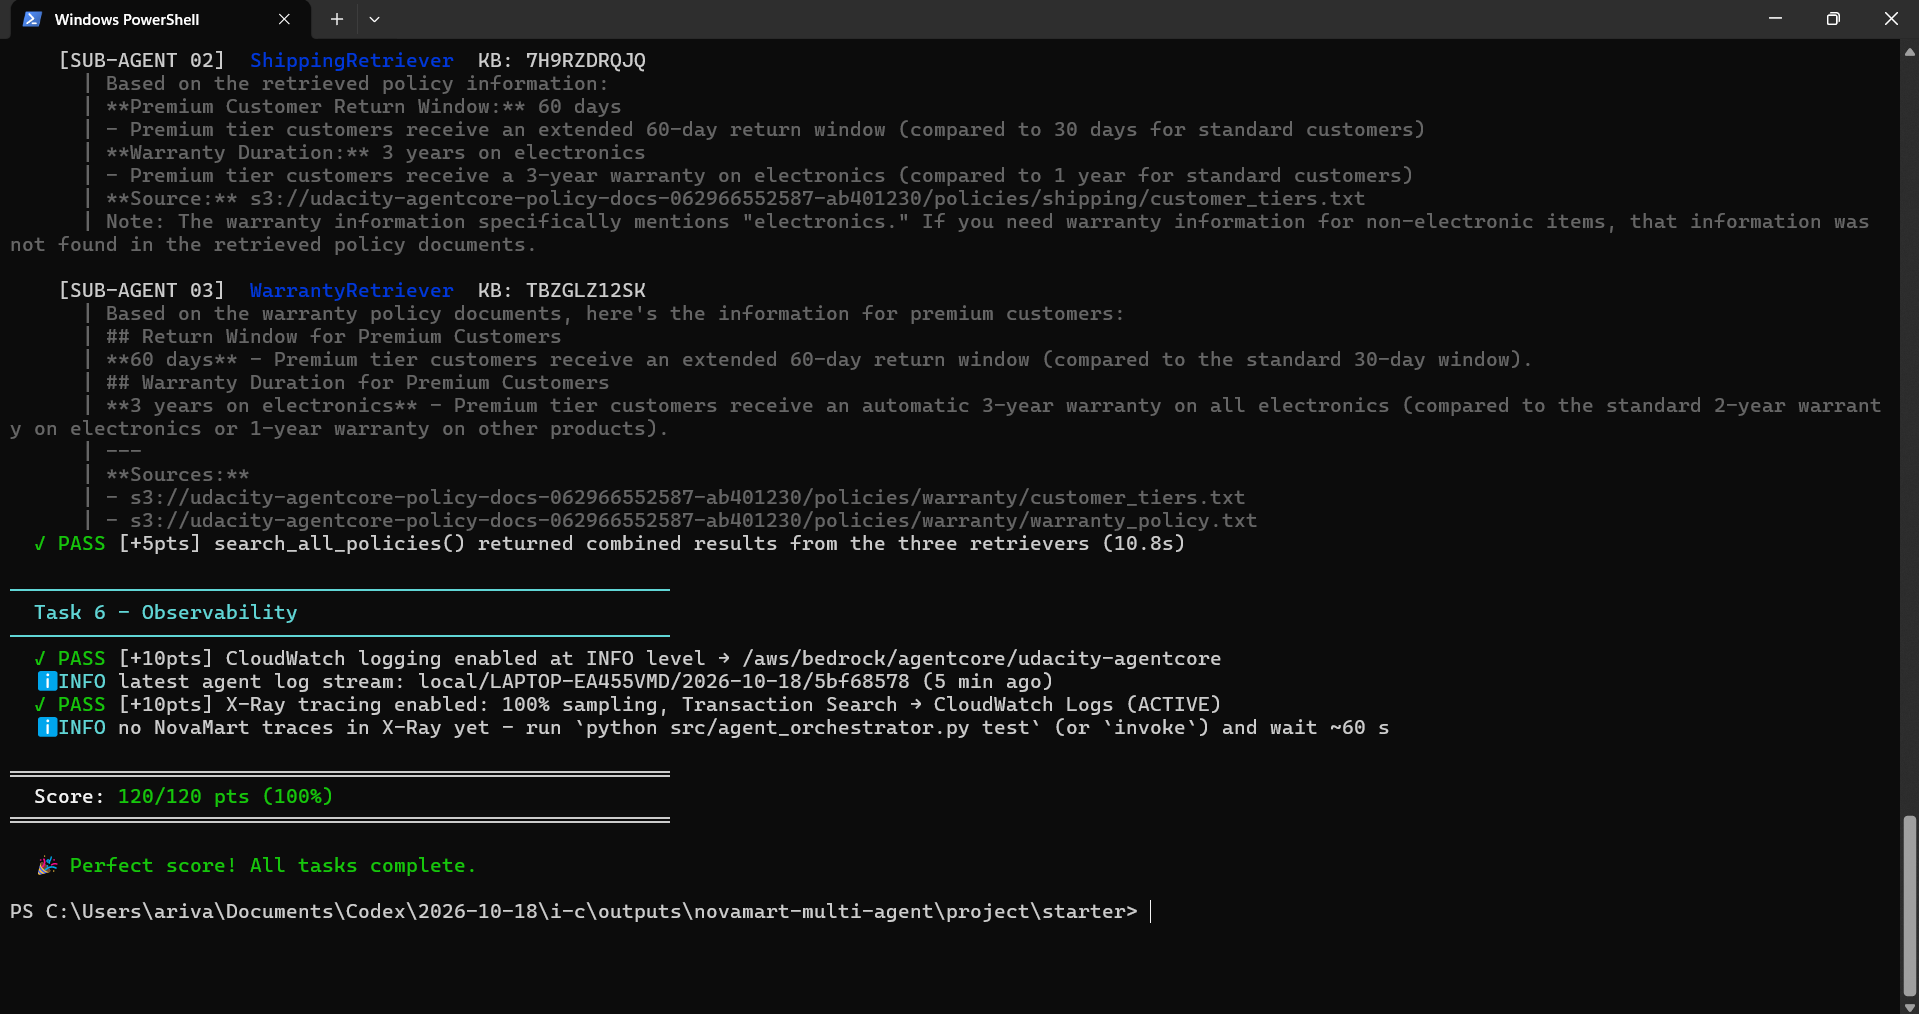 Windows PowerShell
[SUB-AGENT 02]  ShippingRetriever  KB: 7H9RZDRQJQ
| Based on the retrieved policy information:
| **Premium Customer Return Window:** 60 days
| - Premium tier customers receive an extended 60-day return window (compared to 30 days for standard customers)
| **Warranty Duration:** 3 years on electronics
| - Premium tier customers receive a 3-year warranty on electronics (compared to 1 year for standard customers)
| **Source:** s3://udacity-agentcore-policy-docs-062966552587-ab401230/policies/shipping/customer_tiers.txt
| Note: The warranty information specifically mentions "electronics." If you need warranty information for non-electronic items, that information was
not found in the retrieved policy documents.
[SUB-AGENT 03]  WarrantyRetriever  KB: TBZGLZ12SK
| Based on the warranty policy documents, here's the information for premium customers:
| ## Return Window for Premium Customers
| **60 days** - Premium tier customers receive an extended 60-day return window (compared to the standard 30-day window).
| ## Warranty Duration for Premium Customers
| **3 years on electronics** - Premium tier customers receive an automatic 3-year warranty on all electronics (compared to the standard 2-year warrant
y on electronics or 1-year warranty on other products).
| ---
| **Sources:**
| - s3://udacity-agentcore-policy-docs-062966552587-ab401230/policies/warranty/customer_tiers.txt
| - s3://udacity-agentcore-policy-docs-062966552587-ab401230/policies/warranty/warranty_policy.txt
√ PASS [+5pts] search_all_policies() returned combined results from the three retrievers (10.8s)
Task 6 - Observability
√ PASS [+10pts] CloudWatch logging enabled at INFO level → /aws/bedrock/agentcore/udacity-agentcore
ℹ️INFO latest agent log stream: local/LAPTOP-EA455VMD/2026-10-18/5bf68578 (5 min ago)
√ PASS [+10pts] X-Ray tracing enabled: 100% sampling, Transaction Search → CloudWatch Logs (ACTIVE)
ℹ️INFO no NovaMart traces in X-Ray yet - run `python src/agent_orchestrator.py test` (or `invoke`) and wait ~60 s
Score: 120/120 pts (100%)
🎉 Perfect score! All tasks complete.
PS C:\Users\ariva\Documents\Codex\2026-10-18\i-c\outputs\novamart-multi-agent\project\starter>